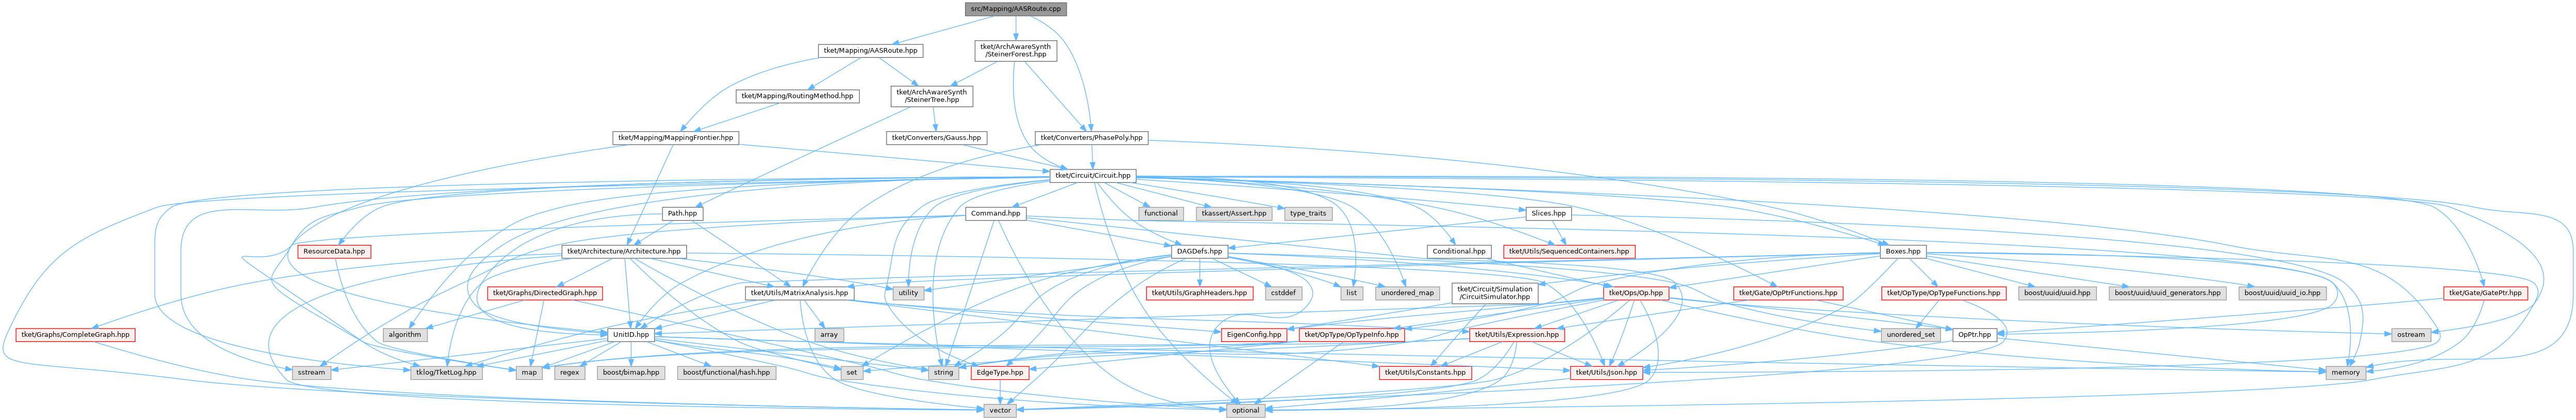 src/Mapping/AASRoute.cpp
tket/Mapping/AASRoute.hpp
tket/ArchAwareSynth
/SteinerForest.hpp
tket/Mapping/RoutingMethod.hpp
tket/ArchAwareSynth
/SteinerTree.hpp
tket/Mapping/MappingFrontier.hpp
tket/Converters/Gauss.hpp
tket/Converters/PhasePoly.hpp
tket/Circuit/Circuit.hpp
Path.hpp
Command.hpp
functional
tkassert/Assert.hpp
type_traits
Slices.hpp
ResourceData.hpp
tket/Architecture/Architecture.hpp
DAGDefs.hpp
Conditional.hpp
tket/Utils/SequencedContainers.hpp
Boxes.hpp
tket/Graphs/DirectedGraph.hpp
tket/Utils/MatrixAnalysis.hpp
utility
tket/Utils/GraphHeaders.hpp
cstddef
list
unordered_map
tket/Circuit/Simulation
/CircuitSimulator.hpp
tket/Ops/Op.hpp
tket/Gate/OpPtrFunctions.hpp
tket/OpType/OpTypeFunctions.hpp
boost/uuid/uuid.hpp
boost/uuid/uuid_generators.hpp
boost/uuid/uuid_io.hpp
tket/Gate/GatePtr.hpp
tket/Graphs/CompleteGraph.hpp
algorithm
UnitID.hpp
array
EigenConfig.hpp
tket/OpType/OpTypeInfo.hpp
tket/Utils/Expression.hpp
unordered_set
OpPtr.hpp
ostream
sstream
tklog/TketLog.hpp
map
regex
boost/bimap.hpp
boost/functional/hash.hpp
set
string
EdgeType.hpp
tket/Utils/Constants.hpp
tket/Utils/Json.hpp
memory
vector
optional